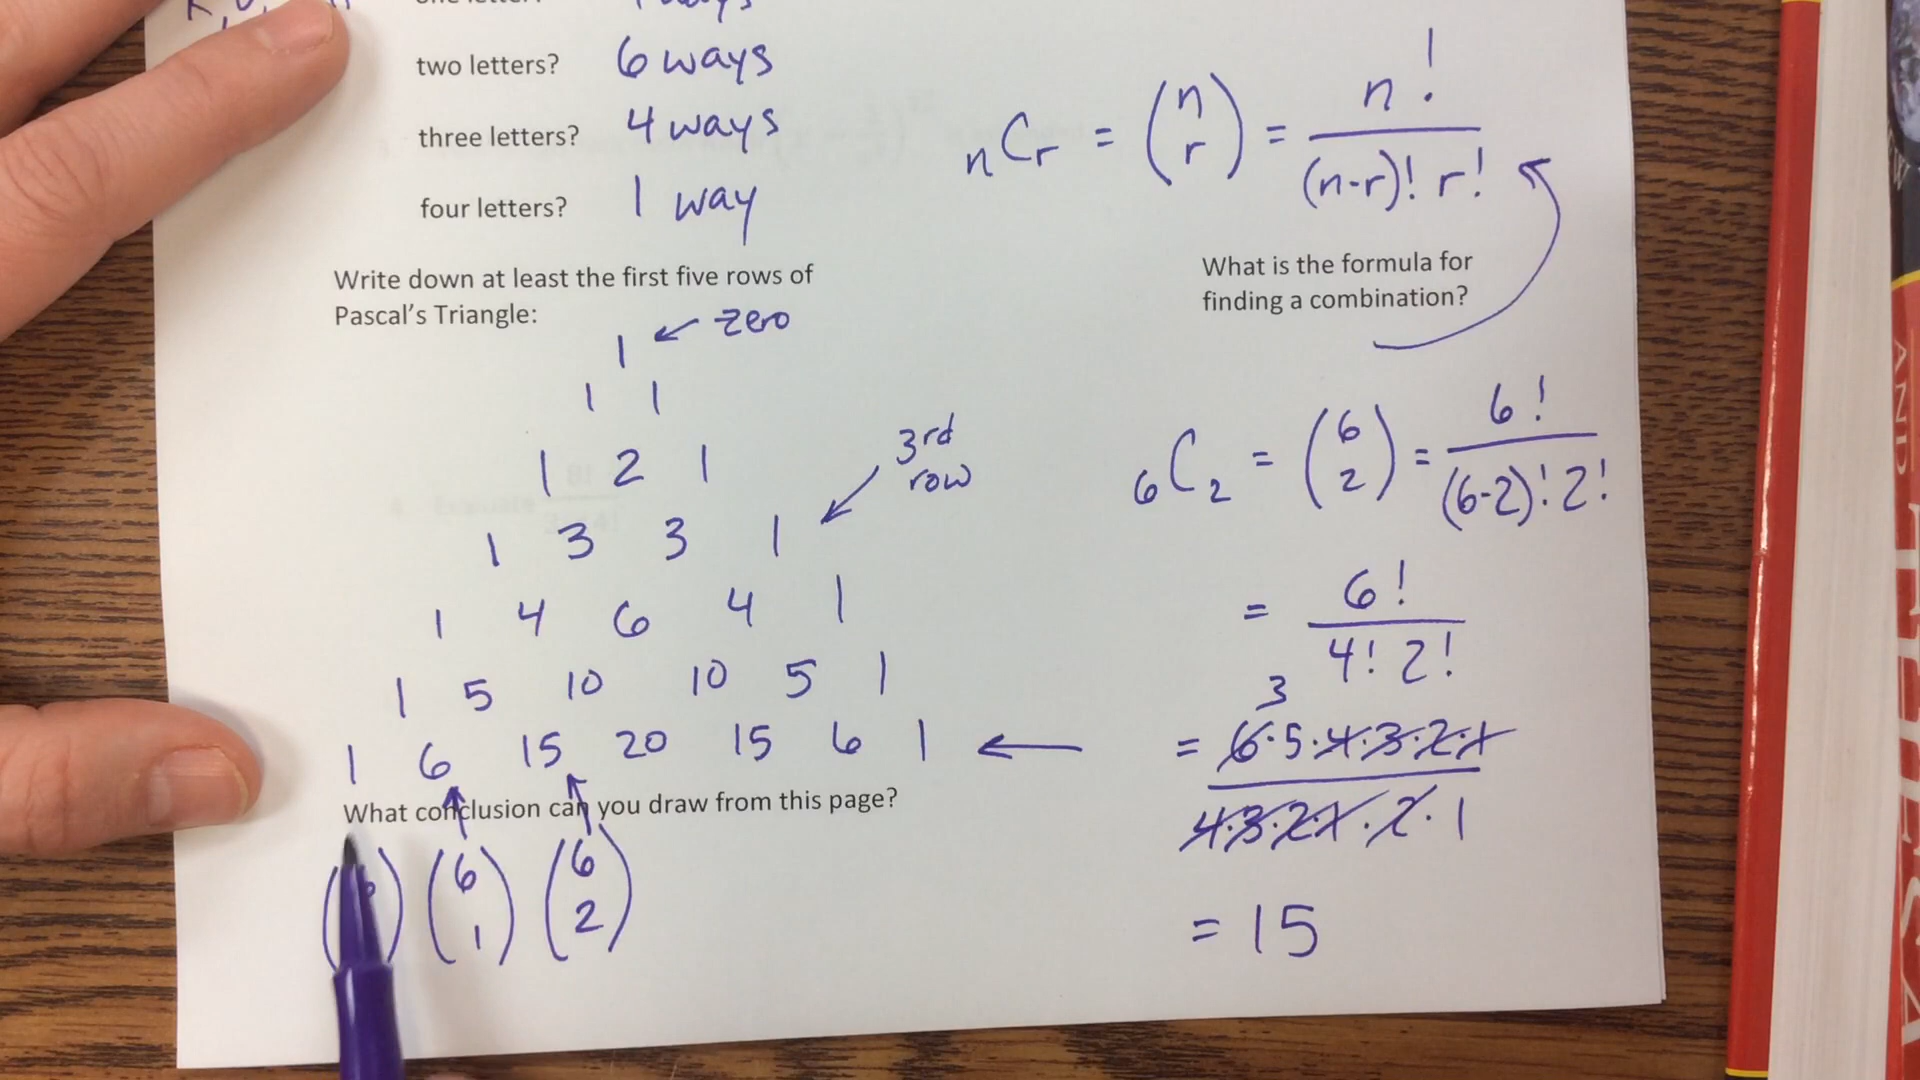 two letters? 6 ways
three letters? 4 ways
four letters? 1 way
nCr = (n r) = n! / (n-r)! r!
What is the formula for
finding a combination?
Write down at least the first five rows of
Pascal's Triangle:
1 ← zero
1 1
1 2 1
3rd
row
1 3 3 1
1 4 6 4 1
1 5 10 10 5 1
1 6 15 20 15 6 1 ←
What conclusion can you draw from this page?
(6 1) (6 2)
6C2 = (6 2) = 6! / (6-2)! 2!
= 6! / 4! 2!
3
= 6·5·4·3·2·1 / 4·3·2·1·2·1
= 15
AND